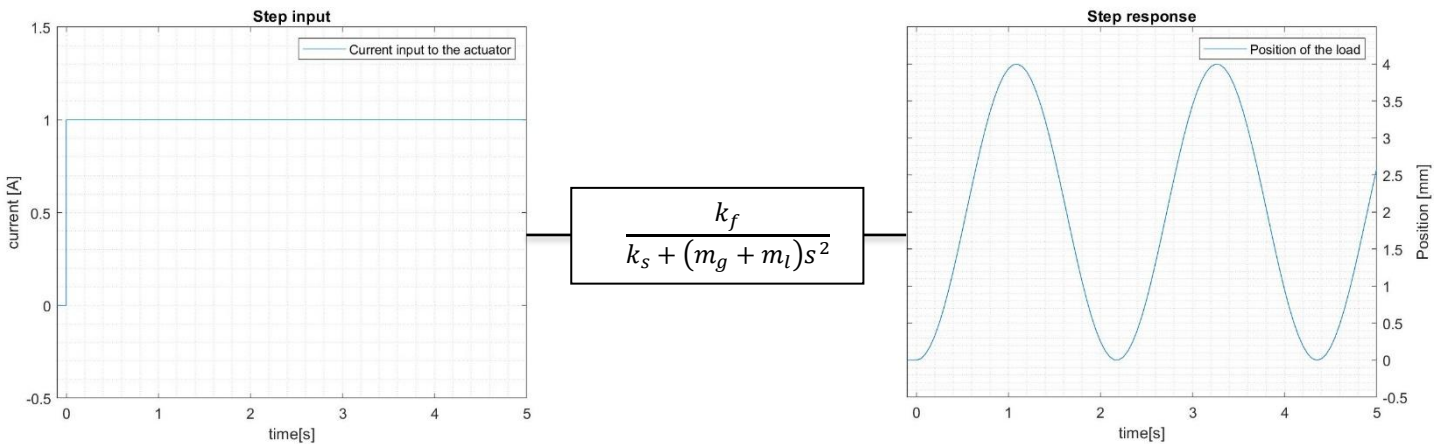 Step input
Current input to the actuator
1.5
1
0.5
0
-0.5
current [A]
0 1 2 3 4 5
time[s]
k_f
k_s + (m_g + m_l)s^2
Step response
Position of the load
4
3.5
3
2.5
2
1.5
1
0.5
0
-0.5
Position [mm]
0 1 2 3 4 5
time[s]